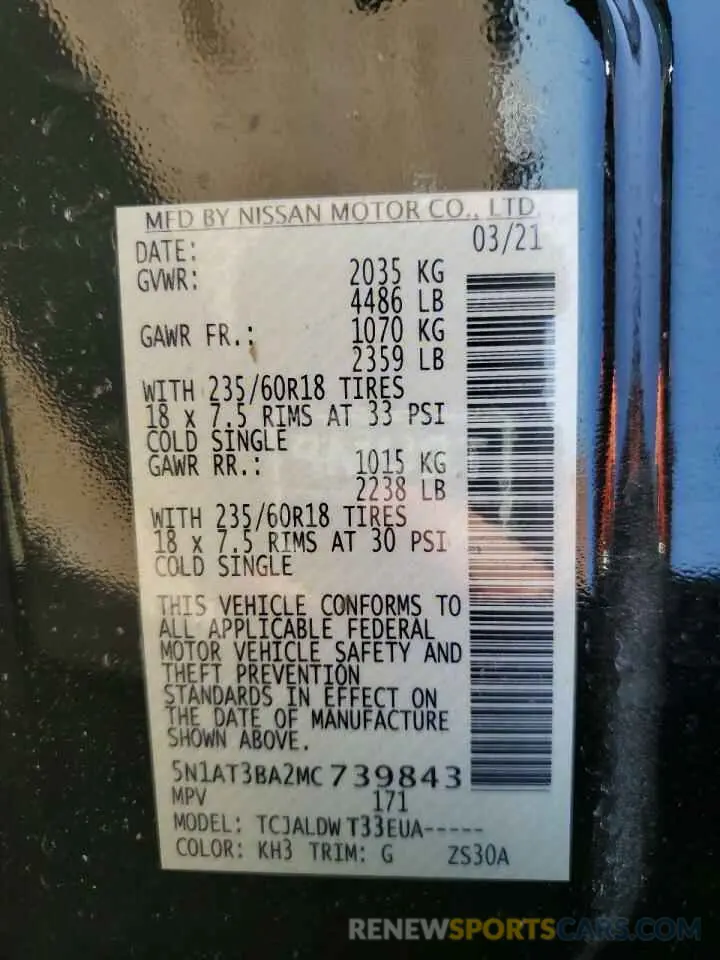 MFD BY NISSAN MOTOR CO., LTD.
DATE: 03/21
GVWR: 2035 KG
4486 LB
GAWR FR.: 1070 KG
2359 LB
WITH 235/60R18 TIRES
18 x 7.5 RIMS AT 33 PSI
COLD SINGLE
GAWR RR.: 1015 KG
2238 LB
WITH 235/60R18 TIRES
18 x 7.5 RIMS AT 30 PSI
COLD SINGLE
THIS VEHICLE CONFORMS TO
ALL APPLICABLE FEDERAL
MOTOR VEHICLE SAFETY AND
THEFT PREVENTION
STANDARDS IN EFFECT ON
THE DATE OF MANUFACTURE
SHOWN ABOVE.
5N1AT3BA2MC 739843
MPV 171
MODEL: TCJALDW T33EUA-----
COLOR: KH3 TRIM: G ZS30A
RENEWSPORTSCARS.COM